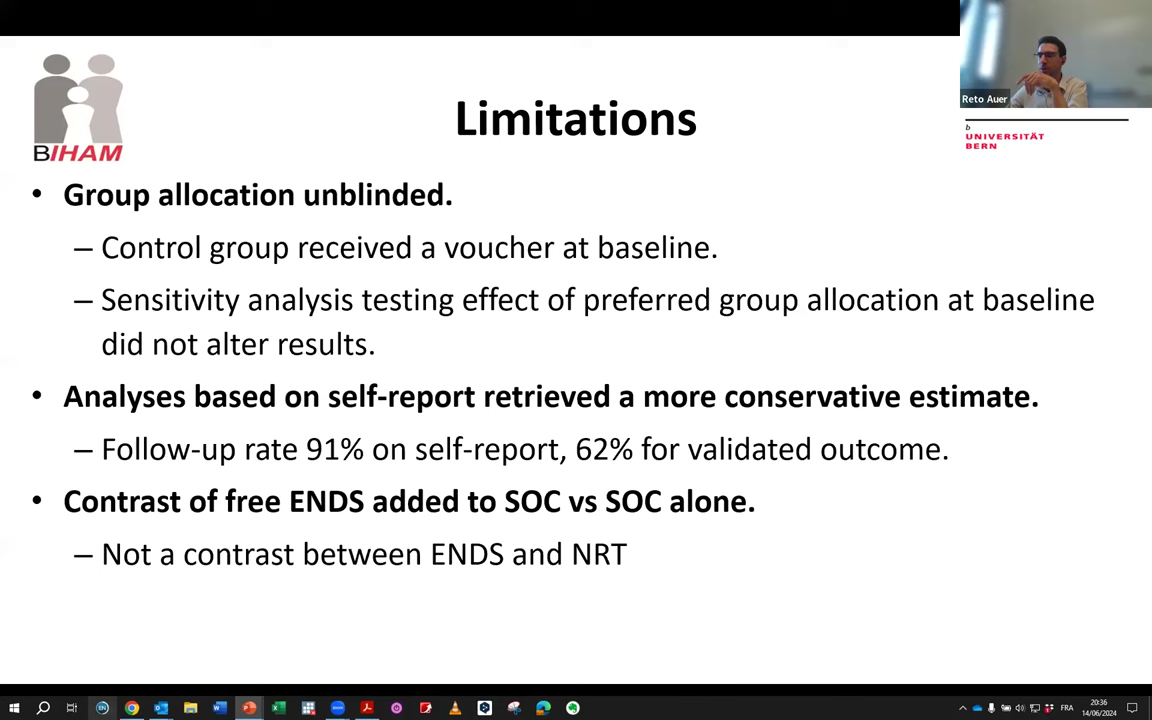 Reto Auer
BIHAM
b
UNIVERSITÄT
BERN
Limitations
• Group allocation unblinded.
– Control group received a voucher at baseline.
– Sensitivity analysis testing effect of preferred group allocation at baseline
did not alter results.
• Analyses based on self-report retrieved a more conservative estimate.
– Follow-up rate 91% on self-report, 62% for validated outcome.
• Contrast of free ENDS added to SOC vs SOC alone.
– Not a contrast between ENDS and NRT
FRA
20:36
14/06/2024